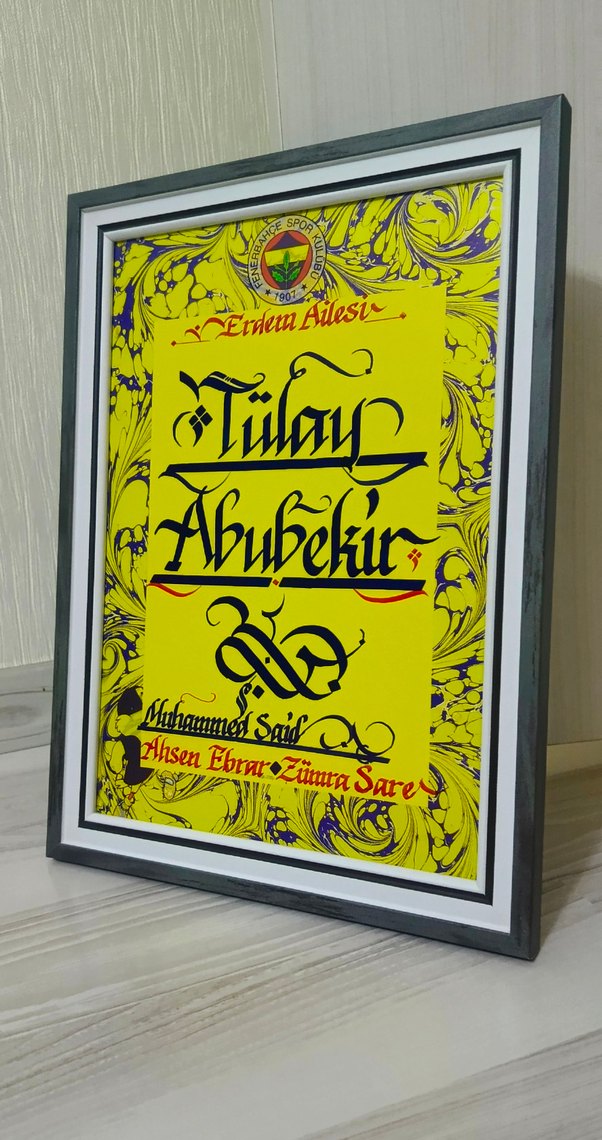 FENERBAHÇE SPOR KULÜBÜ
★ 1907 ★
Erdem Ailesi
Tülay
Abubekir
Muhammed Said
Ahsen Ebrar Zümra Sare